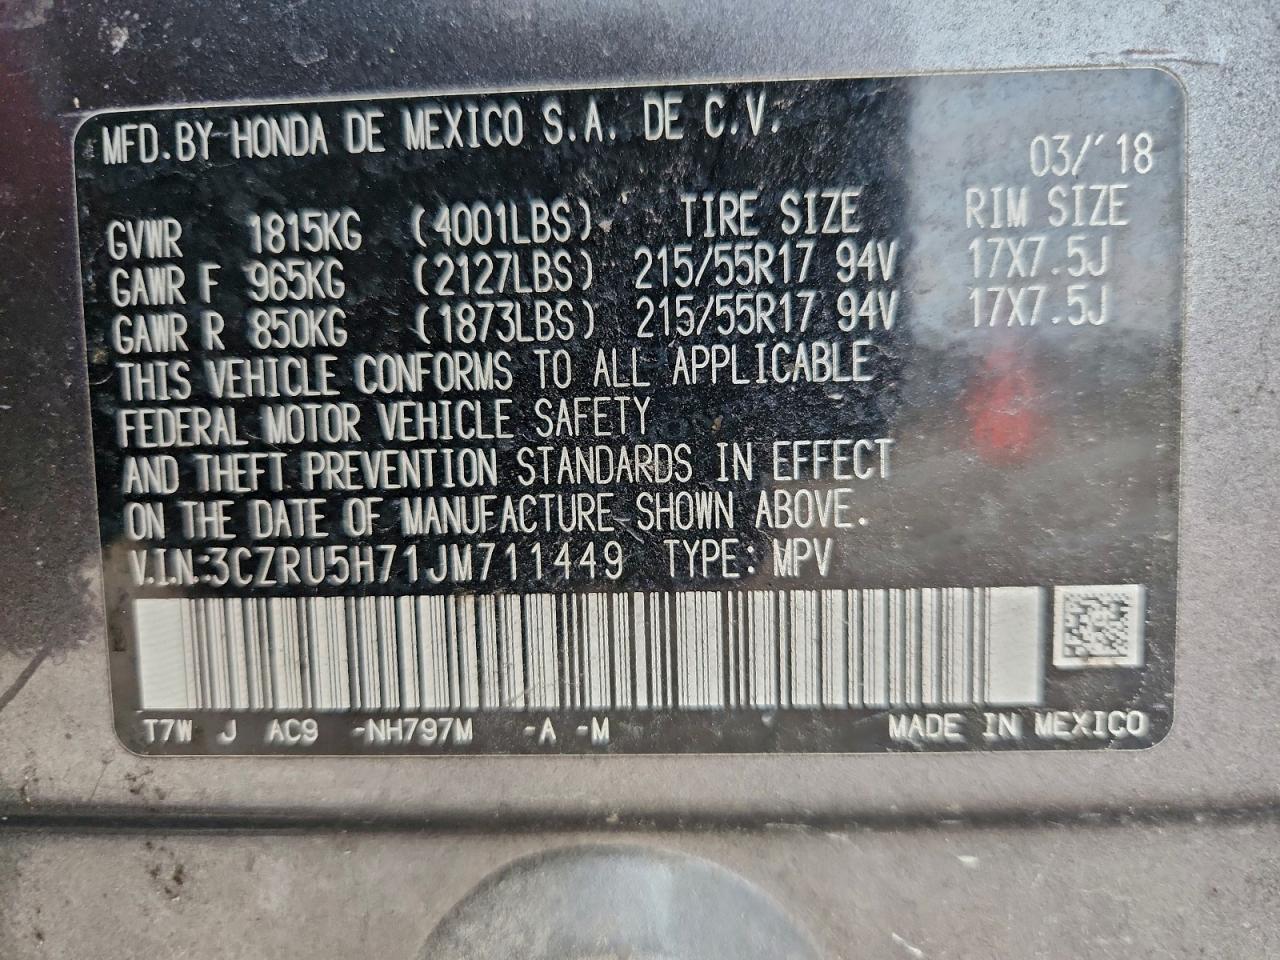 MFD. BY HONDA DE MEXICO S.A. DE C.V.
03/'18
GVWR 1815KG (4001LBS) TIRE SIZE RIM SIZE
GAWR F 965KG (2127LBS) 215/55R17 94V 17X7.5J
GAWR R 850KG (1873LBS) 215/55R17 94V 17X7.5J
THIS VEHICLE CONFORMS TO ALL APPLICABLE
FEDERAL MOTOR VEHICLE SAFETY
AND THEFT PREVENTION STANDARDS IN EFFECT
ON THE DATE OF MANUFACTURE SHOWN ABOVE.
V.I.N.:3CZRU5H71JM711449 TYPE: MPV
T7W J AC9 -NH797M -A -M MADE IN MEXICO